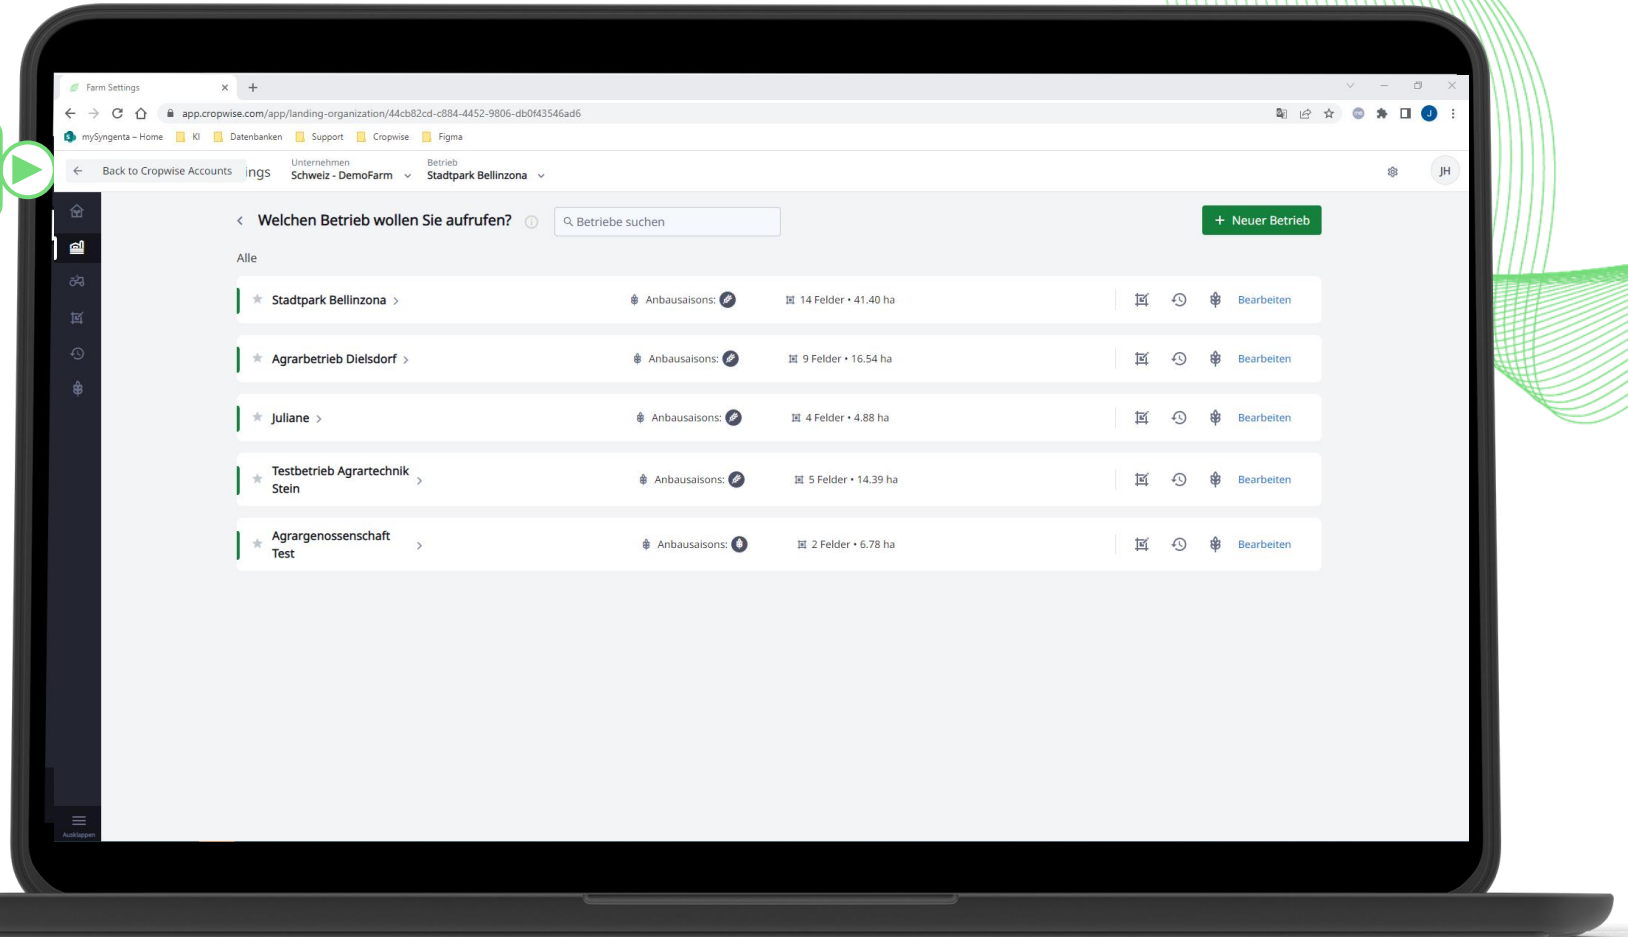 Farm Settings
app.cropwise.com/app/landing-organization/44cb82cd-c884-4452-9806-db0f43546ad6
mySyngenta – Home KI Datenbanken Support Cropwise Figma
J
Back to Cropwise Accounts
ings
Unternehmen
Schweiz - DemoFarm
Betrieb
Stadtpark Bellinzona
JH
Welchen Betrieb wollen Sie aufrufen?
Betriebe suchen
+ Neuer Betrieb
Alle
Stadtpark Bellinzona Anbausaisons: 14 Felder • 41.40 ha Bearbeiten
Agrarbetrieb Dielsdorf Anbausaisons: 9 Felder • 16.54 ha Bearbeiten
Juliane Anbausaisons: 4 Felder • 4.88 ha Bearbeiten
Testbetrieb Agrartechnik
Stein
Anbausaisons: 5 Felder • 14.39 ha Bearbeiten
Agrargenossenschaft
Test
Anbausaisons: 2 Felder • 6.78 ha Bearbeiten
Ausklappen